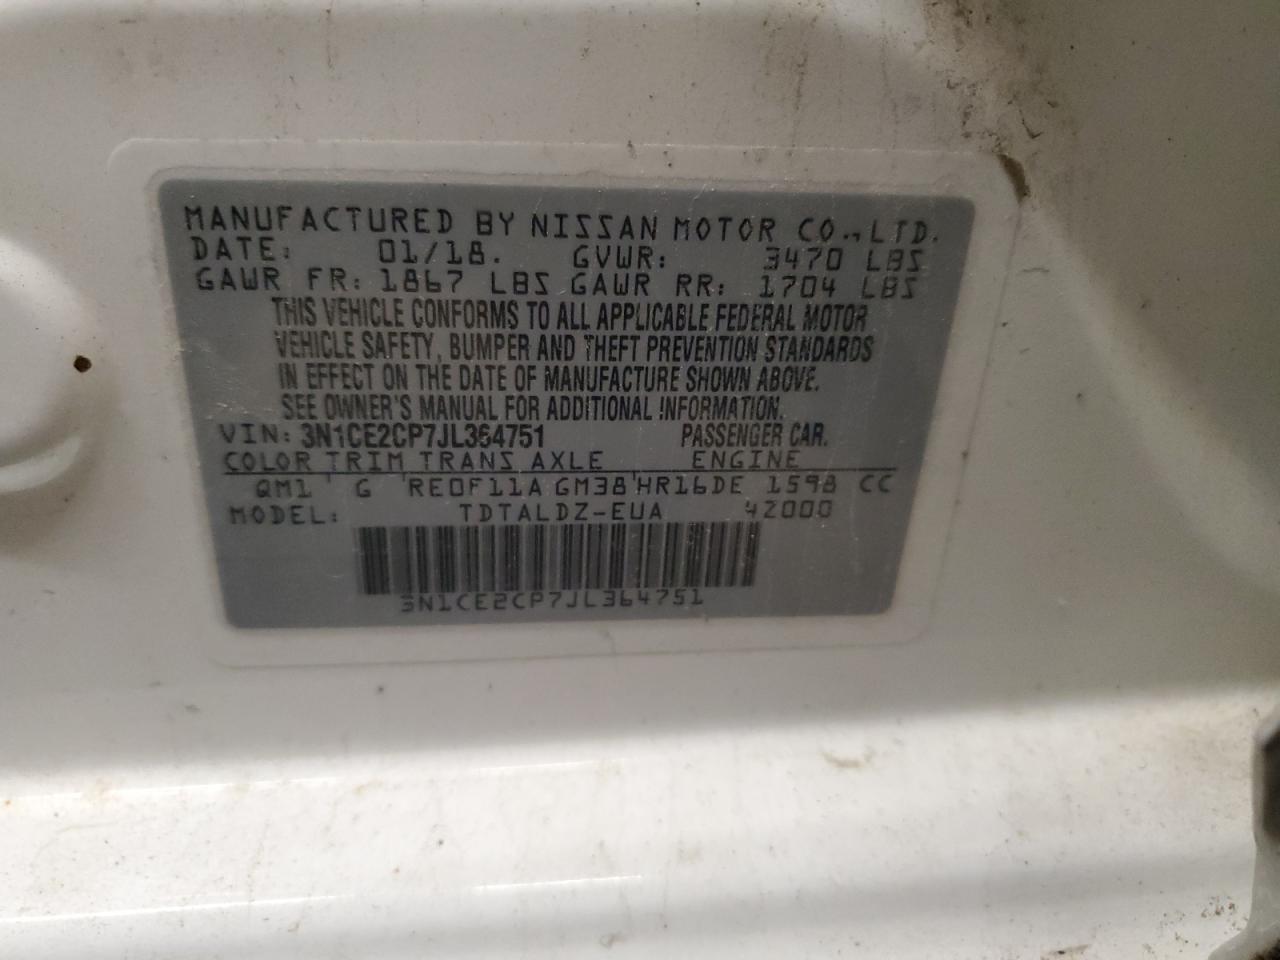 MANUFACTURED BY NISSAN MOTOR CO., LTD.
DATE: 01/18. GVWR: 3470 LBS
GAWR FR: 1867 LBS GAWR RR: 1704 LBS
THIS VEHICLE CONFORMS TO ALL APPLICABLE FEDERAL MOTOR
VEHICLE SAFETY, BUMPER AND THEFT PREVENTION STANDARDS
IN EFFECT ON THE DATE OF MANUFACTURE SHOWN ABOVE.
SEE OWNER'S MANUAL FOR ADDITIONAL INFORMATION.
VIN: 3N1CE2CP7JL364751 PASSENGER CAR.
COLOR TRIM TRANS AXLE ENGINE
QM1 G RE0F11A GM38 HR16DE 1598 CC
MODEL: TDTALDZ-EUA 42000
3N1CE2CP7JL364751